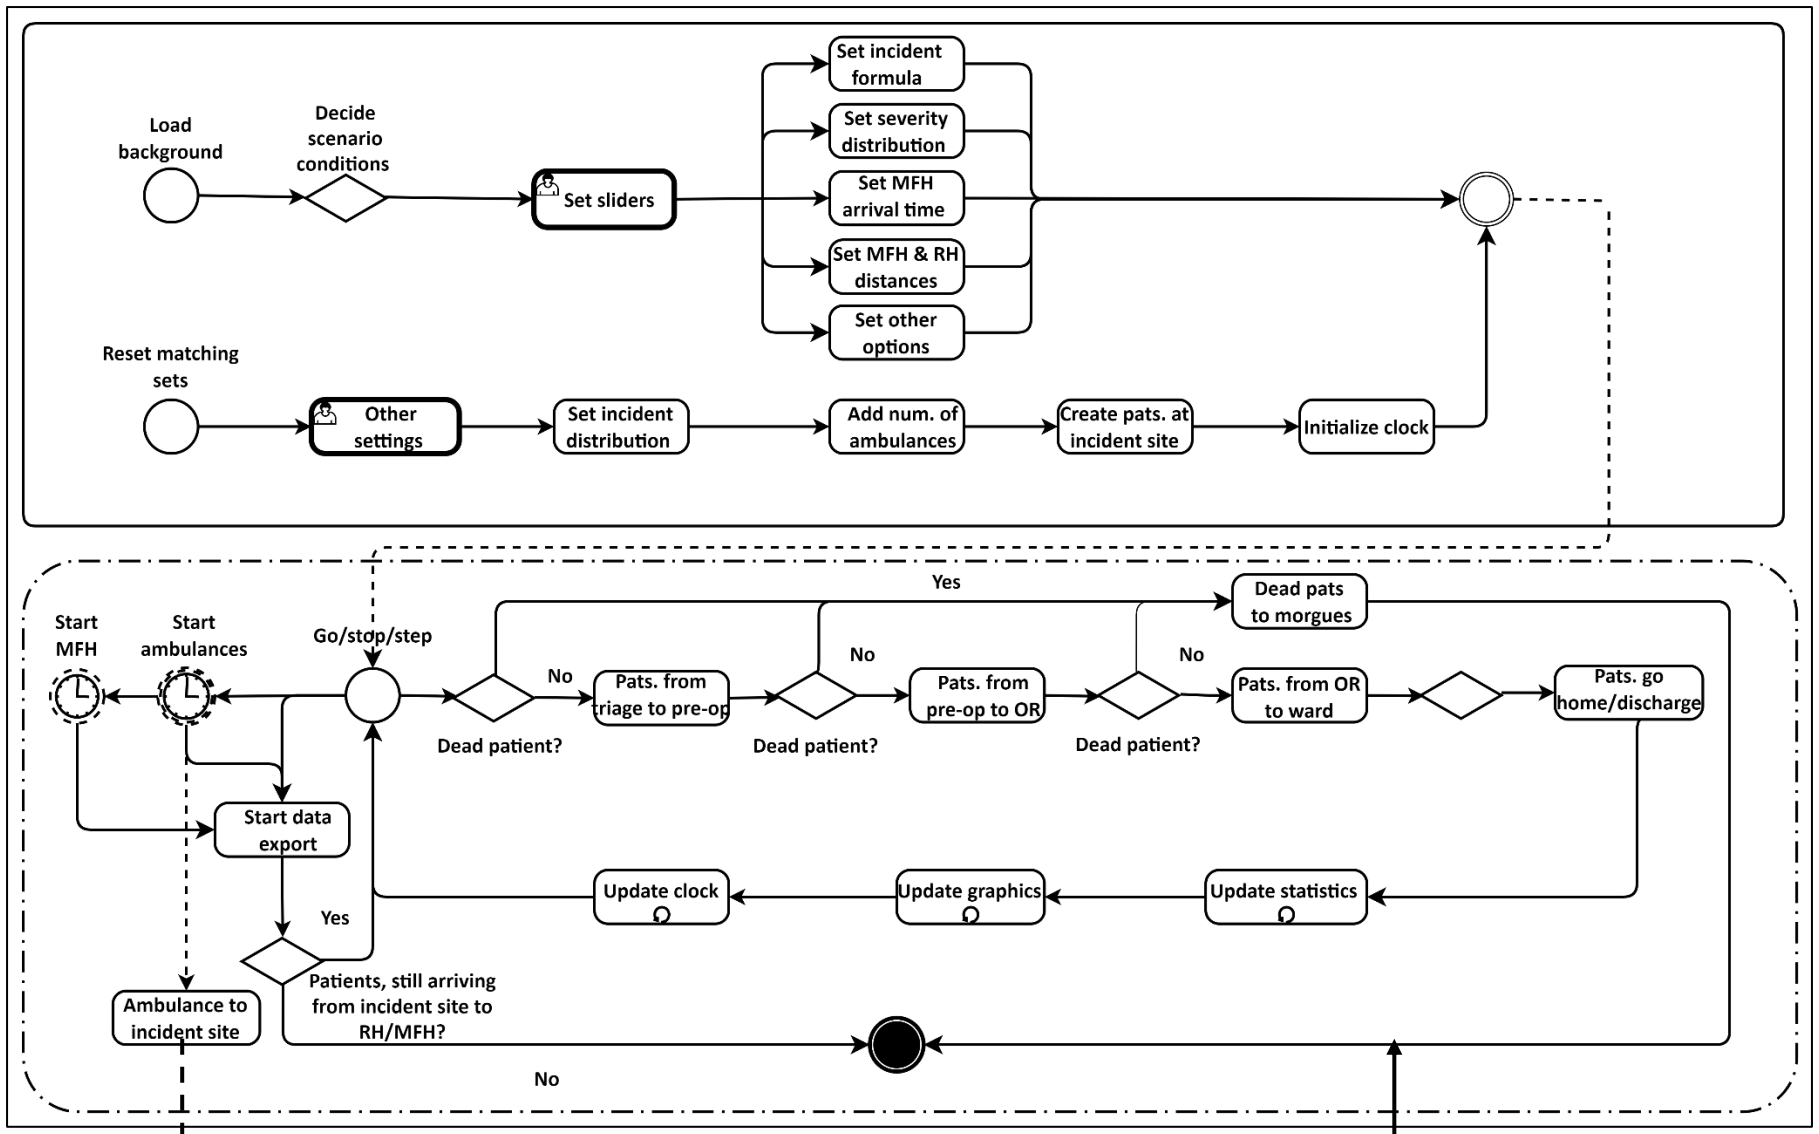 Load
background
Decide
scenario
conditions
Set sliders
Set incident
formula
Set severity
distribution
Set MFH
arrival time
Set MFH & RH
distances
Set other
options
Reset matching
sets
Other
settings
Set incident
distribution
Add num. of
ambulances
Create pats. at
incident site
Initialize clock
Start
MFH
Start
ambulances
Go/stop/step
Yes
Dead pats
to morgues
No
Pats. from
triage to pre-op
No
Pats. from
pre-op to OR
No
Pats. from OR
to ward
Pats. go
home/discharge
Dead patient?
Dead patient?
Dead patient?
Start data
export
Update clock
Update graphics
Update statistics
Yes
Patients, still arriving
from incident site to
RH/MFH?
Ambulance to
incident site
No